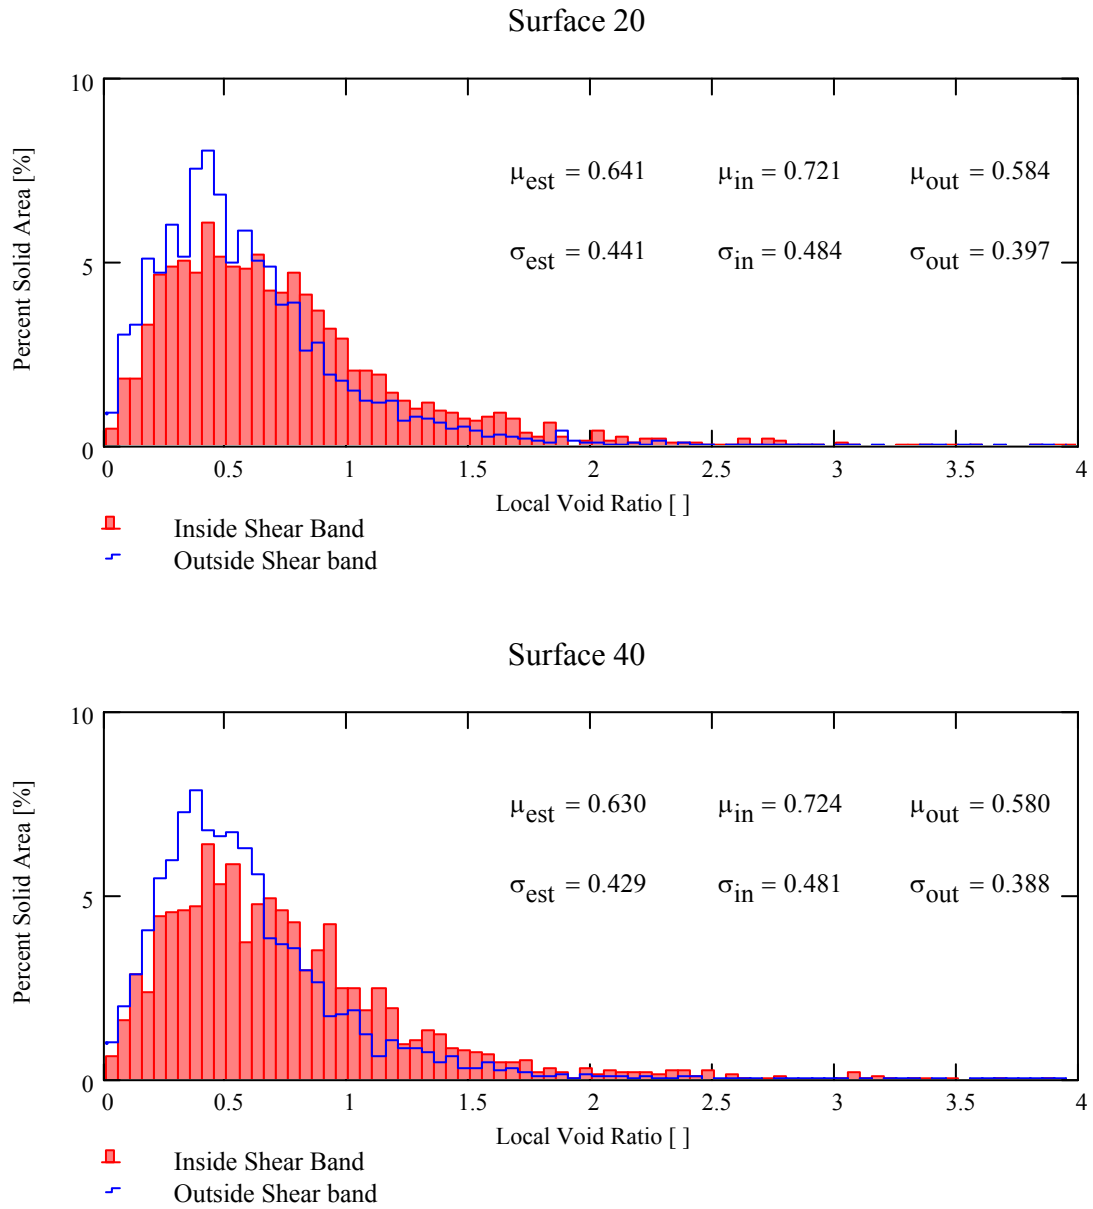 Surface 20
10
μest = 0.641 μin = 0.721 μout = 0.584
σest = 0.441 σin = 0.484 σout = 0.397
5
0
Percent Solid Area [%]
0 0.5 1 1.5 2 2.5 3 3.5 4
Local Void Ratio [ ]
Inside Shear Band
Outside Shear band
Surface 40
10
μest = 0.630 μin = 0.724 μout = 0.580
σest = 0.429 σin = 0.481 σout = 0.388
5
0
Percent Solid Area [%]
0 0.5 1 1.5 2 2.5 3 3.5 4
Local Void Ratio [ ]
Inside Shear Band
Outside Shear band